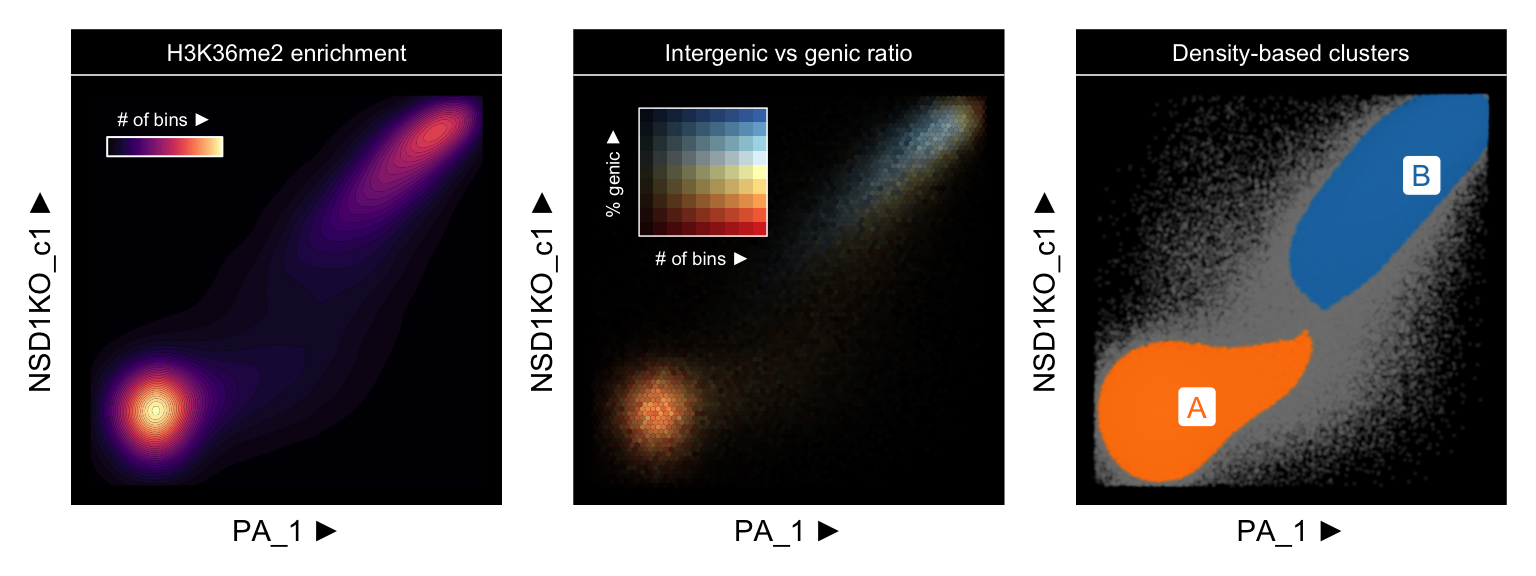 H3K36me2 enrichment
# of bins ►
NSD1KO_c1 ►
PA_1 ►
Intergenic vs genic ratio
% genic ►
# of bins ►
NSD1KO_c1 ►
PA_1 ►
Density-based clusters
B
A
NSD1KO_c1 ►
PA_1 ►